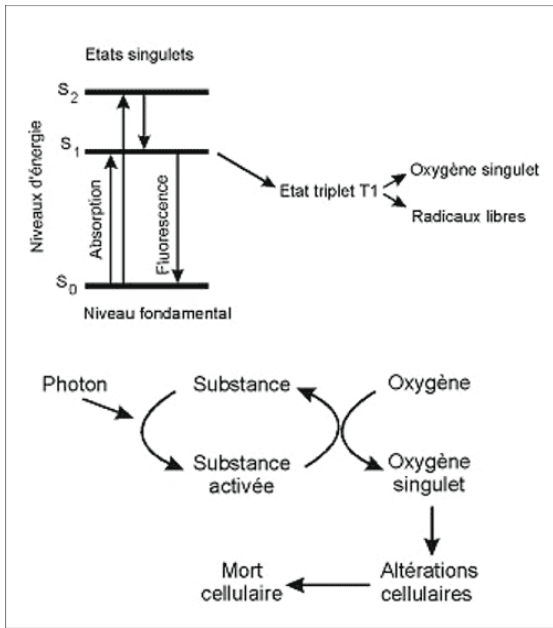 Etats singulets
S2
S1
Niveaux d'énergie
Absorption
Fluorescence
Etat triplet T1
Oxygène singulet
Radicaux libres
S0
Niveau fondamental
Photon
Substance
Oxygène
Substance
activée
Oxygène
singulet
Mort
cellulaire
Altérations
cellulaires